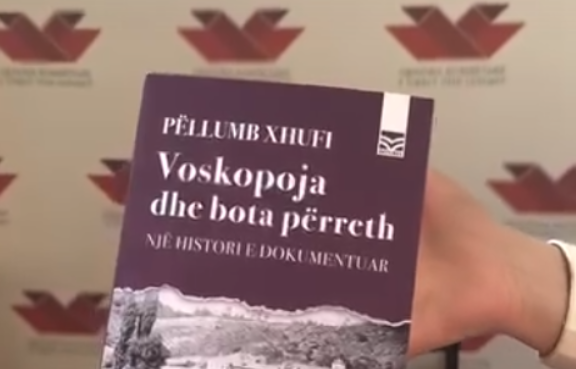 PËLLUMB XHUFI
Voskopoja
dhe bota përreth
NJË HISTORI E DOKUMENTUAR